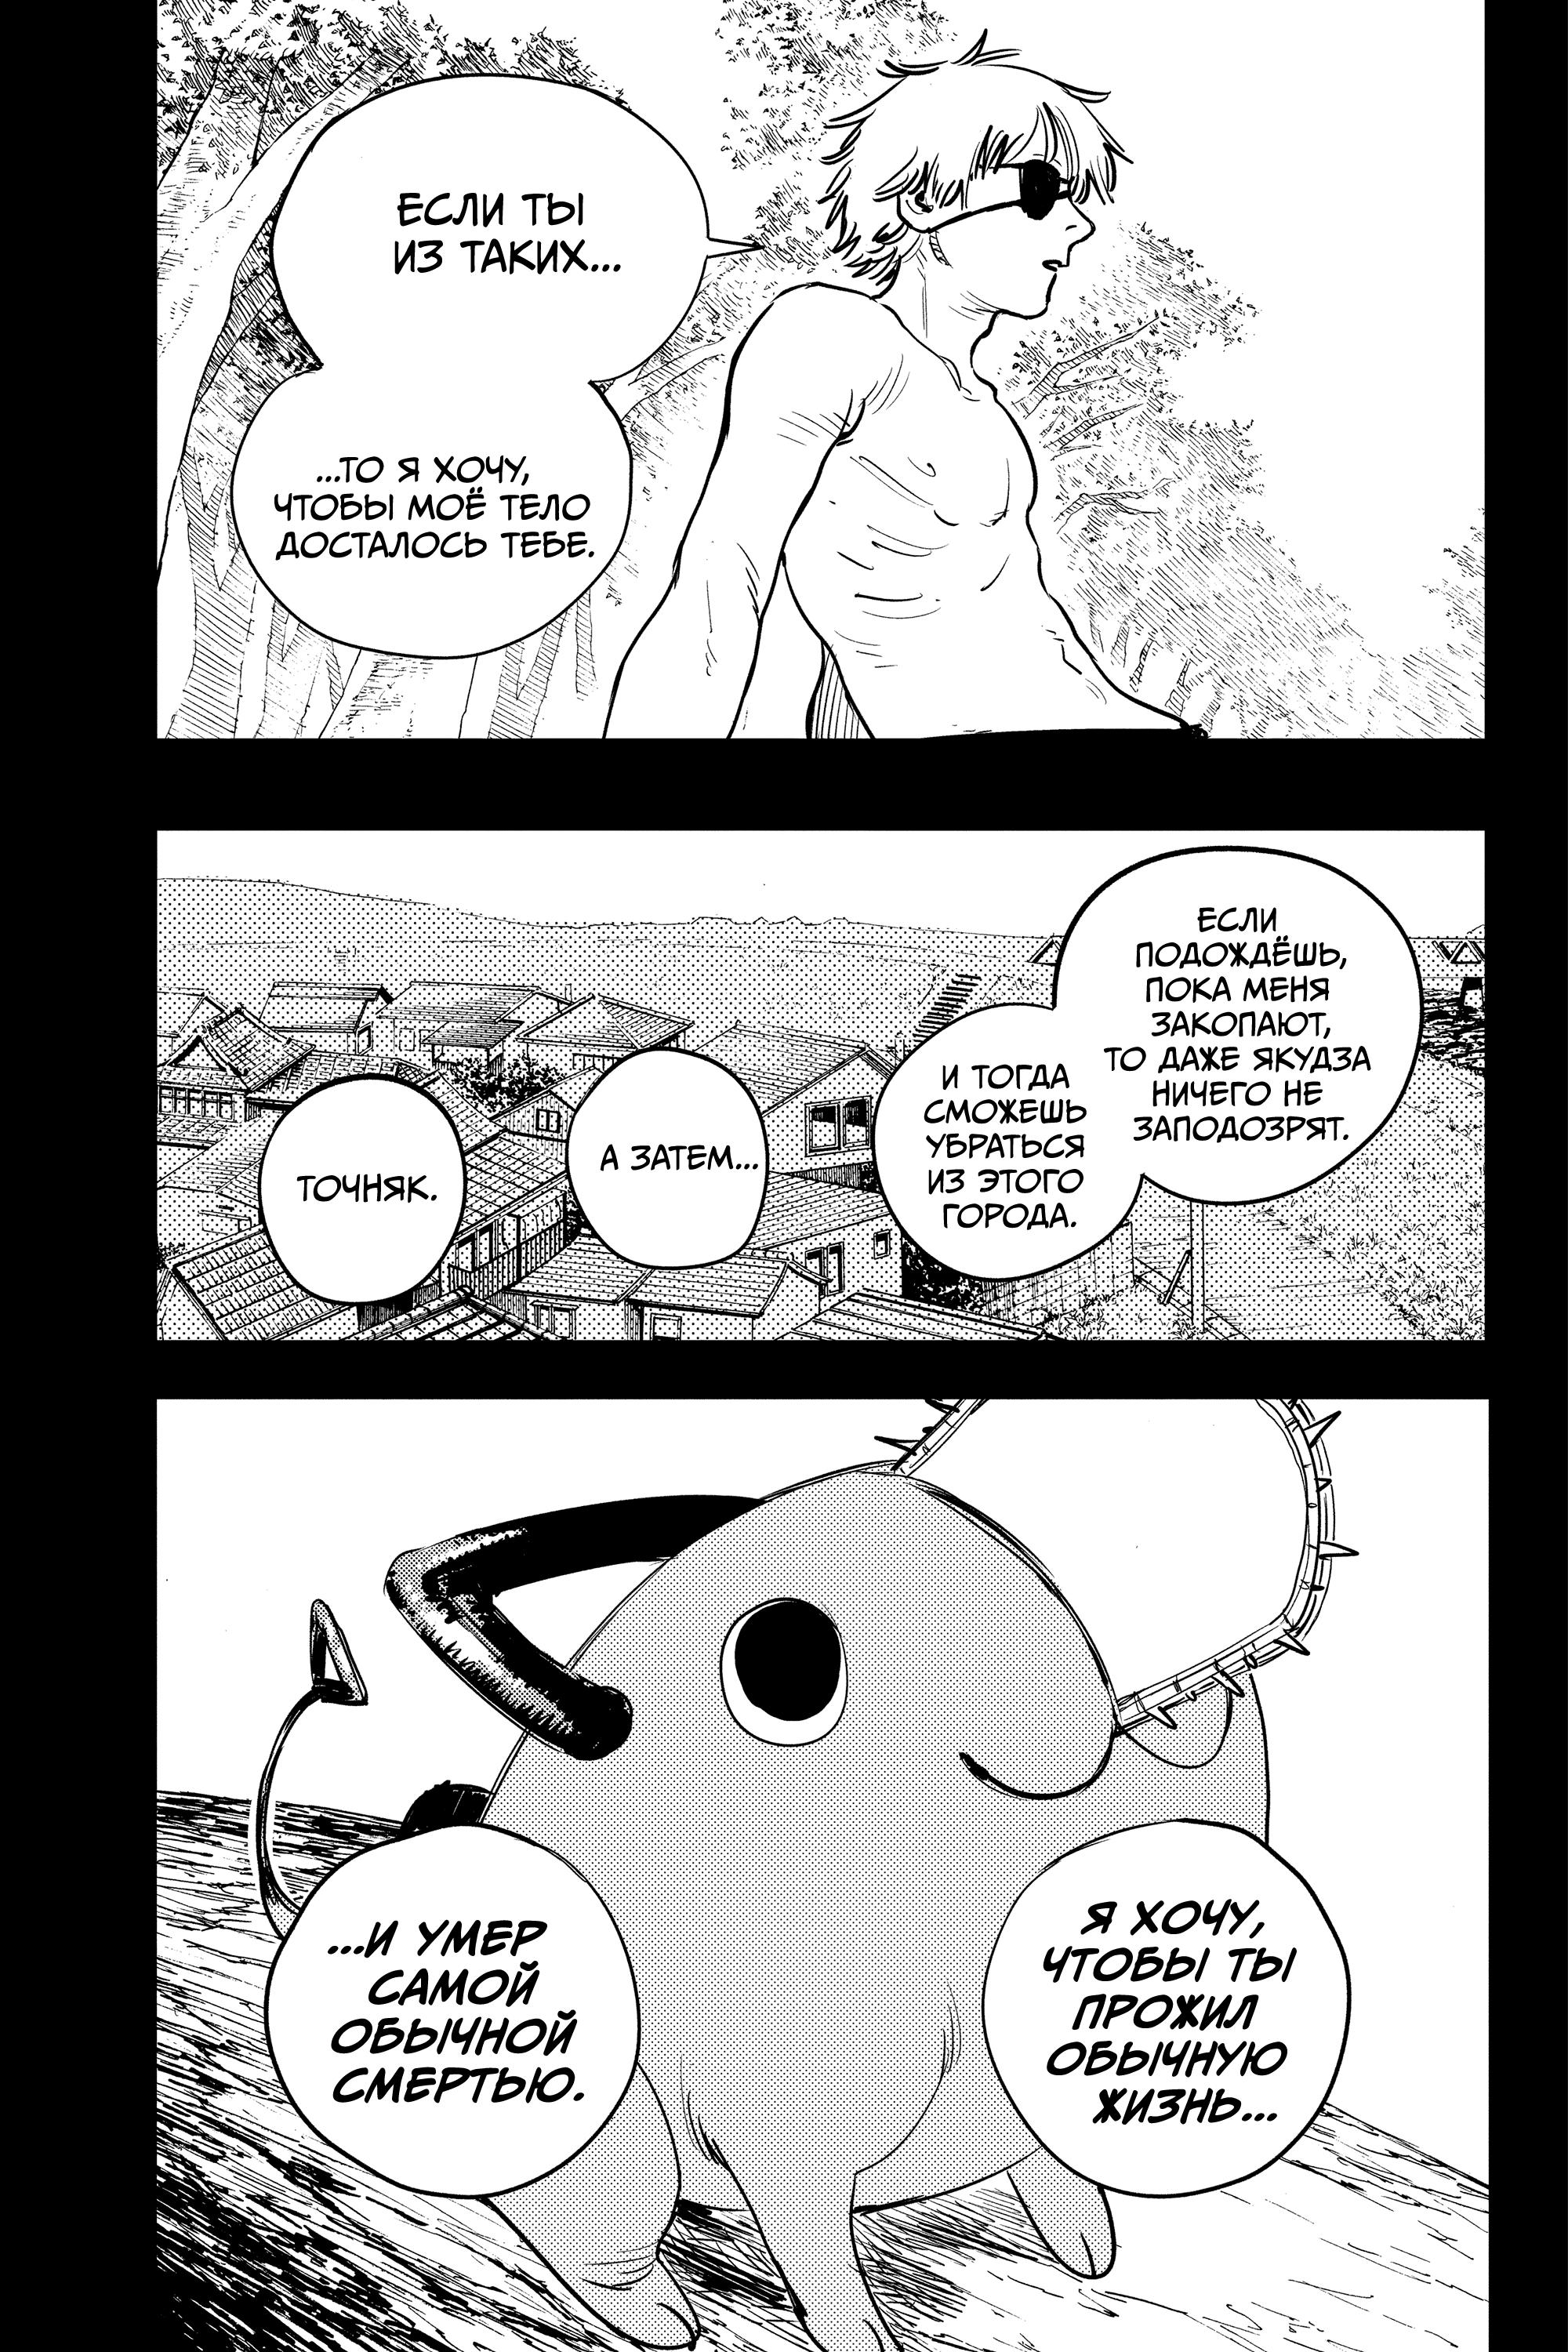 ЕСЛИ ТЫ
ИЗ ТАКИХ...
...ТО Я ХОЧУ,
ЧТОБЫ МОЁ ТЕЛО
ДОСТАЛОСЬ ТЕБЕ.
ЕСЛИ
ПОДОЖДЁШЬ,
ПОКА МЕНЯ
ЗАКОПАЮТ,
ТО ДАЖЕ ЯКУДЗА
НИЧЕГО НЕ
ЗАПОДОЗРЯТ.
И ТОГДА
СМОЖЕШЬ
УБРАТЬСЯ
ИЗ ЭТОГО
ГОРОДА.
А ЗАТЕМ...
ТОЧНЯК.
Я ХОЧУ,
ЧТОБЫ ТЫ
ПРОЖИЛ
ОБЫЧНУЮ
ЖИЗНЬ...
...И УМЕР
САМОЙ
ОБЫЧНОЙ
СМЕРТЬЮ.